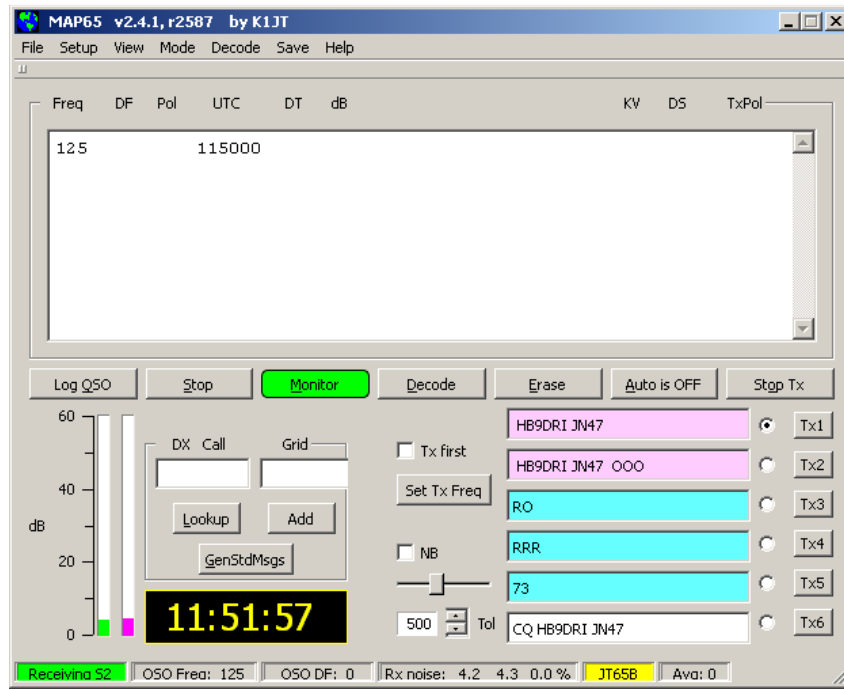 MAP65 v2.4.1, r2587 by K1JT
File Setup View Mode Decode Save Help
Freq DF Pol UTC DT dB KV DS TxPol
125 115000
Log QSO Stop Monitor Decode Erase Auto is OFF Stop Tx
60
40
dB
20
0
DX Call Grid
Lookup Add
GenStdMsgs
11:51:57
Tx first
Set Tx Freq
NB
500 Tol
HB9DRI JN47 Tx1
HB9DRI JN47 OOO Tx2
RO Tx3
RRR Tx4
73 Tx5
CQ HB9DRI JN47 Tx6
Receiving S2 QSO Freq: 125 QSO DF: 0 Rx noise: 4.2 4.3 0.0 % JT65B Avg: 0